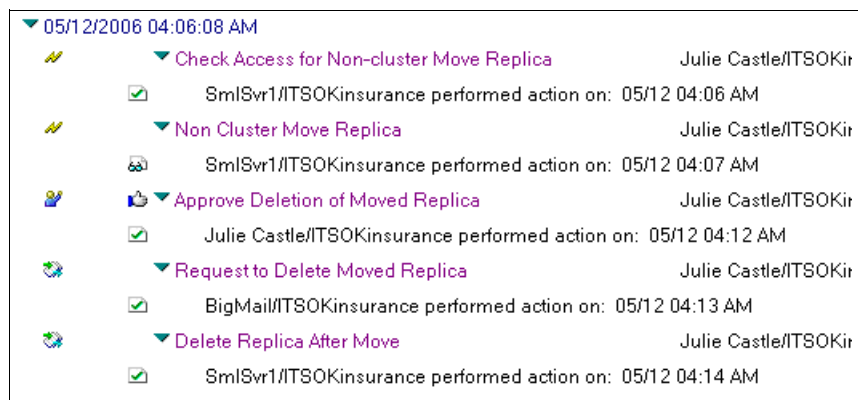 05/12/2006 04:06:08 AM
Check Access for Non-cluster Move Replica Julie Castle/ITSOKir
SmlSvr1/ITSOKinsurance performed action on: 05/12 04:06 AM
Non Cluster Move Replica Julie Castle/ITSOKir
SmlSvr1/ITSOKinsurance performed action on: 05/12 04:07 AM
Approve Deletion of Moved Replica Julie Castle/ITSOKir
Julie Castle/ITSOKinsurance performed action on: 05/12 04:12 AM
Request to Delete Moved Replica Julie Castle/ITSOKir
BigMail/ITSOKinsurance performed action on: 05/12 04:13 AM
Delete Replica After Move Julie Castle/ITSOKir
SmlSvr1/ITSOKinsurance performed action on: 05/12 04:14 AM